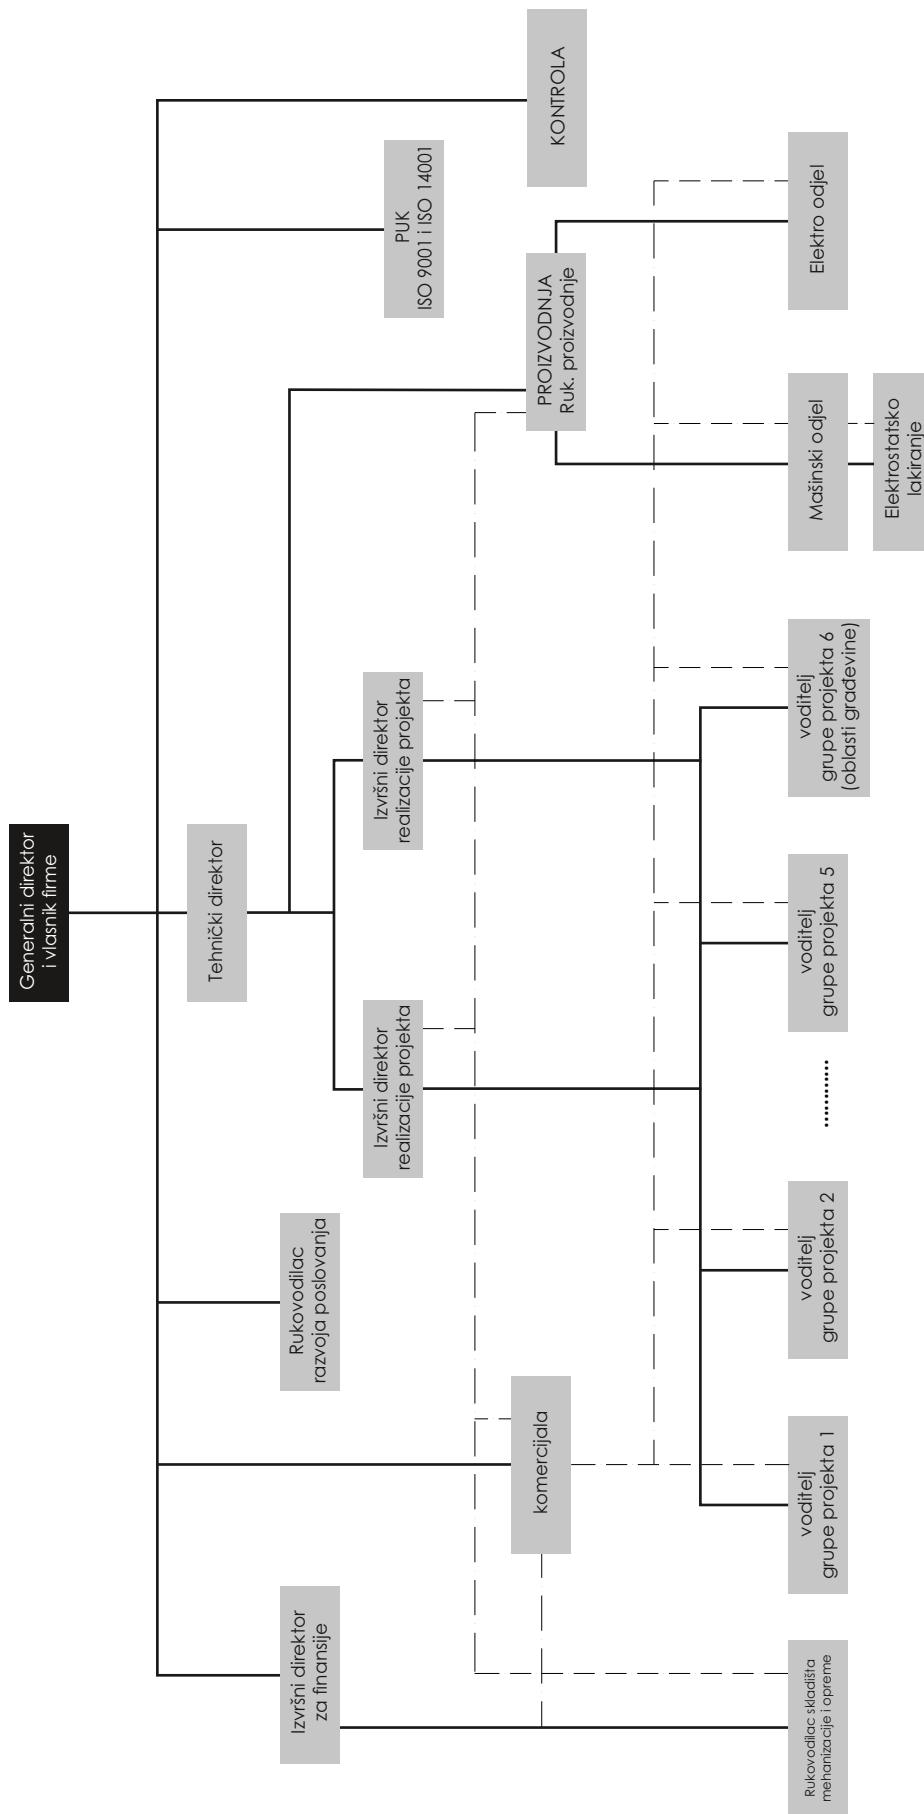 Generalni direktor
i vlasnik firme
Tehnički direktor
Izvršni direktor
za finansije
Rukovodilac
razvoja poslovanja
PUK
ISO 9001 i ISO 14001
Izvršni direktor
realizacije projekta
Izvršni direktor
realizacije projekta
komercijala
PROIZVODNJA
Ruk. proizvodnje
KONTROLA
Rukovodilac skladišta
mehanizacije i opreme
voditelj
grupe projekta 1
voditelj
grupe projekta 2
............
voditelj
grupe projekta 5
voditelj
grupe projekta 6
(oblasti građevine)
Mašinski odjel
Elektro odjel
Elektrostatsko
lakiranje